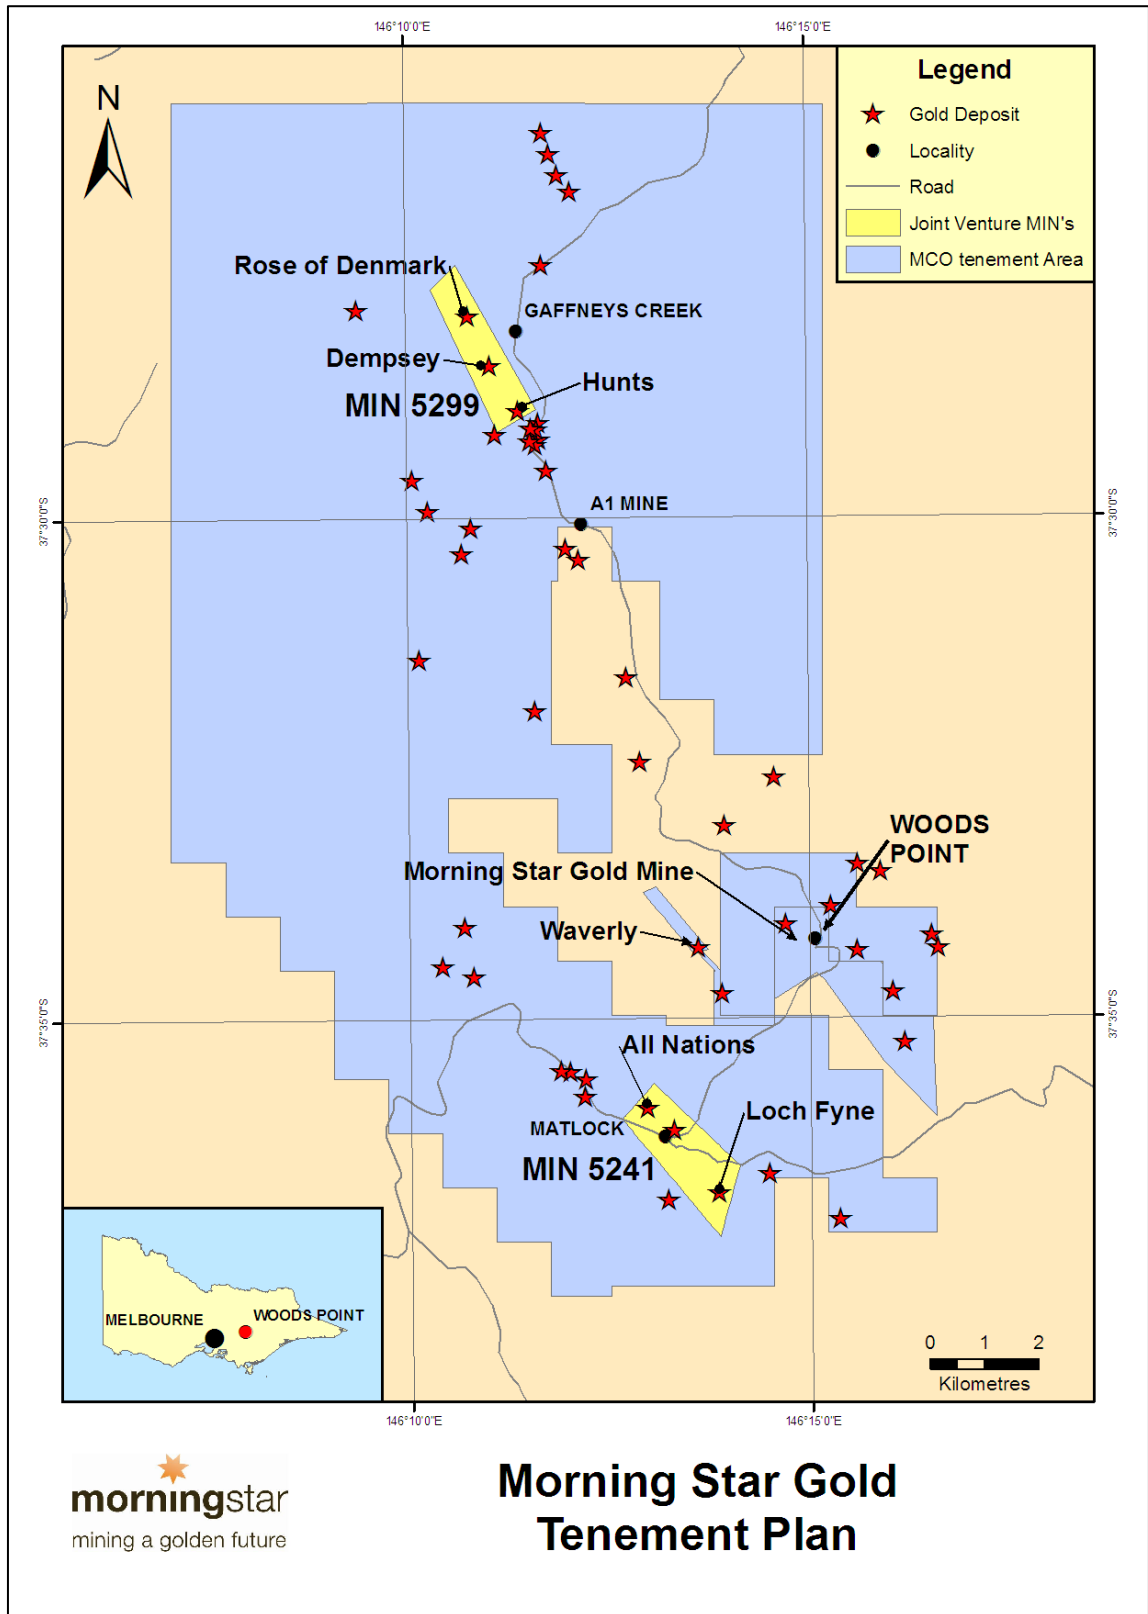 146°10'0"E
146°15'0"E
N
Legend
Gold Deposit
Locality
Road
Joint Venture MIN's
MCO tenement Area
Rose of Denmark
GAFFNEYS CREEK
Dempsey
Hunts
MIN 5299
A1 MINE
37°30'0"S
37°30'0"S
WOODS
POINT
Morning Star Gold Mine
Waverly
37°35'0"S
37°35'0"S
All Nations
Loch Fyne
MATLOCK
MIN 5241
MELBOURNE
WOODS POINT
0 1 2
Kilometres
146°10'0"E
146°15'0"E
morningstar
mining a golden future
Morning Star Gold
Tenement Plan